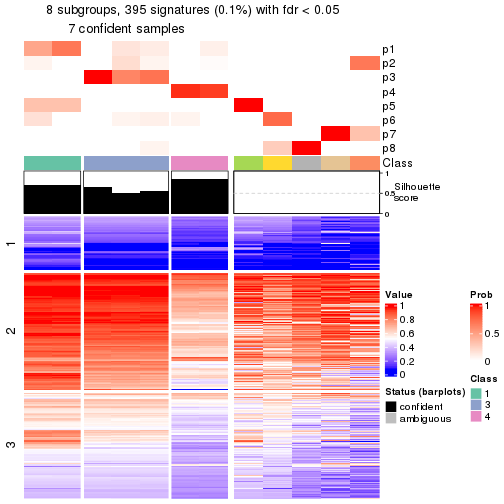 8 subgroups, 395 signatures (0.1%) with fdr < 0.05
7 confident samples
p1
p2
p3
p4
p5
p6
p7
p8
Class
1
0.5
0
Silhouette
score
1
2
3
Value
1
0.8
0.6
0.4
0.2
0
Status (barplots)
confident
ambiguous
Prob
1
0.5
0
Class
1
3
4